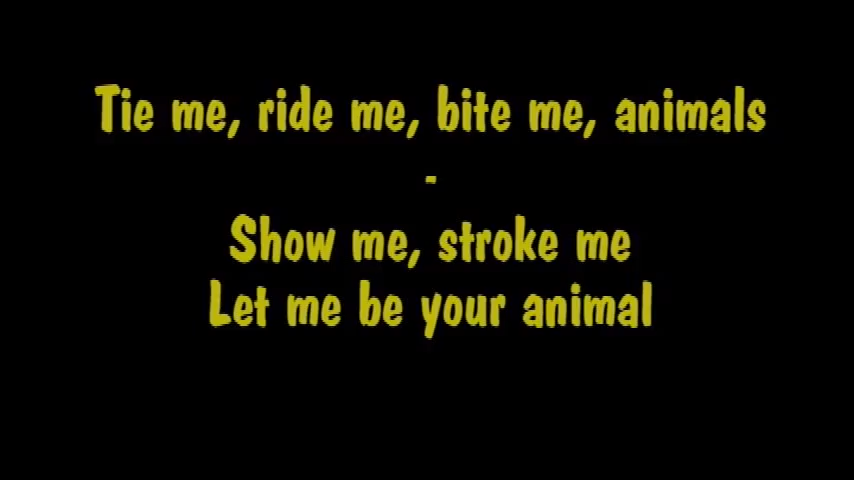 Tie me, ride me, bite me, animals
-
Show me, stroke me
Let me be your animal